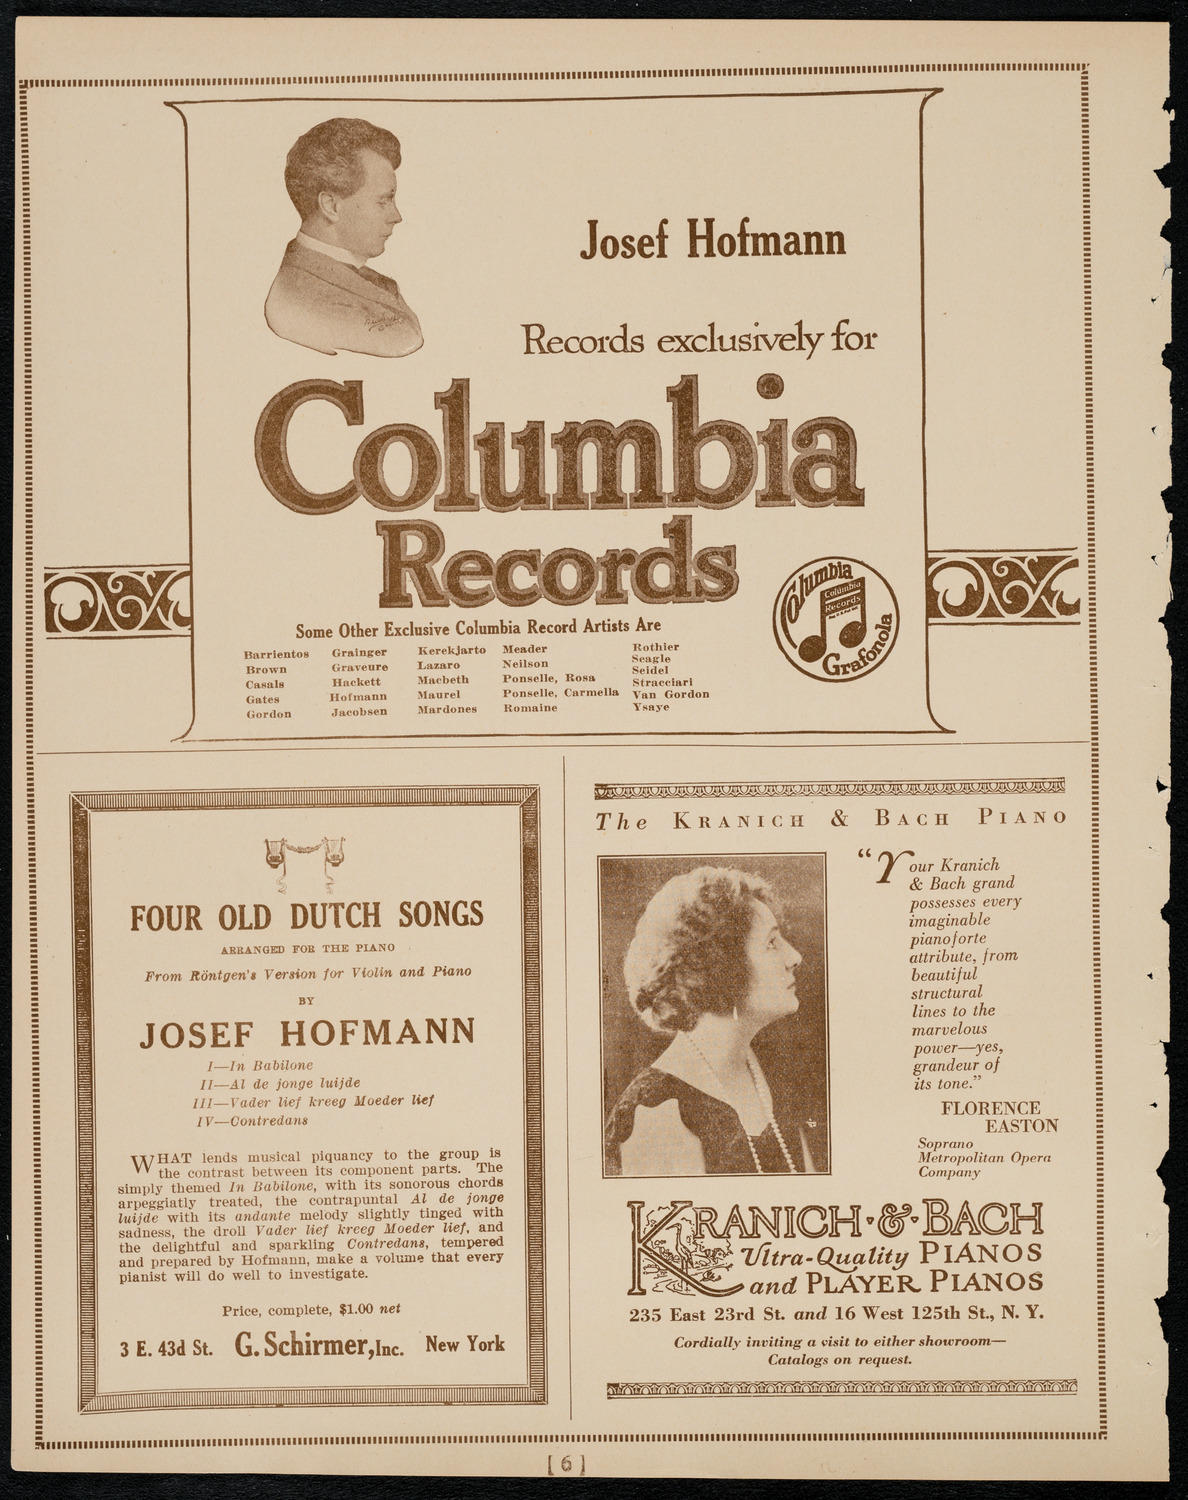 Josef Hofmann
Records exclusively for
Columbia
Records
Columbia
Columbia
Records
Grafonola
Some Other Exclusive Columbia Record Artists Are
Barrientos
Brown
Casals
Gates
Gordon
Grainger
Graveure
Hackett
Hofmann
Jacobsen
Kerekjarto
Lazaro
Macbeth
Maurel
Mardones
Meader
Neilson
Ponselle, Rosa
Ponselle, Carmella
Romaine
Rothier
Seagle
Seidel
Stracciari
Van Gordon
Ysaye
FOUR OLD DUTCH SONGS
ARRANGED FOR THE PIANO
From Röntgen's Version for Violin and Piano
BY
JOSEF HOFMANN
I—In Babilone
II—Al de jonge luijde
III—Vader lief kreeg Moeder lief
IV—Contredans
WHAT lends musical piquancy to the group is
the contrast between its component parts. The
simply themed In Babilone, with its sonorous chords
arpeggiatly treated, the contrapuntal Al de jonge
luijde with its andante melody slightly tinged with
sadness, the droll Vader lief kreeg Moeder lief, and
the delightful and sparkling Contredans, tempered
and prepared by Hofmann, make a volume that every
pianist will do well to investigate.
Price, complete, $1.00 net
3 E. 43d St. G. Schirmer, Inc. New York
The KRANICH & BACH PIANO
"Your Kranich
& Bach grand
possesses every
imaginable
pianoforte
attribute, from
beautiful
structural
lines to the
marvelous
power—yes,
grandeur of
its tone."
FLORENCE
EASTON
Soprano
Metropolitan Opera
Company
KRANICH·&·BACH
Ultra-Quality PIANOS
and PLAYER PIANOS
235 East 23rd St. and 16 West 125th St., N. Y.
Cordially inviting a visit to either showroom—
Catalogs on request.
[6]